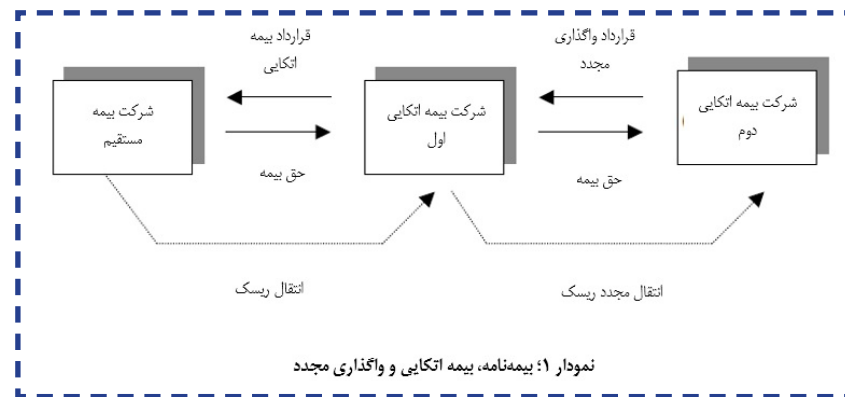 قرارداد بیمه
اتکایی
قرارداد واگذاری
مجدد
شرکت بیمه
مستقیم
شرکت بیمه اتکایی
اول
شرکت بیمه اتکایی
دوم
حق بیمه
حق بیمه
انتقال ریسک
انتقال مجدد ریسک
نمودار ۱؛ بیمه‌نامه، بیمه اتکایی و واگذاری مجدد